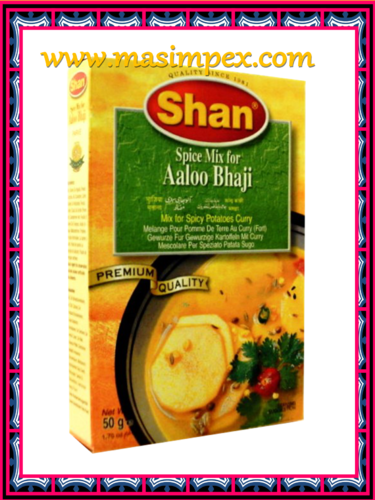 www.masimpex.com
QUALITY SINCE 1981
Shan®
Spice Mix for
Aaloo Bhaji
Mix for Spicy Potatoes Curry
Melange Pour Pomme De Terre Au Curry (Fort)
Gewurze Fur Gewurzige Kartoffeln Mit Curry
Mescolare Per Speziato Patata Sugo
PREMIUM QUALITY
Net
50 g